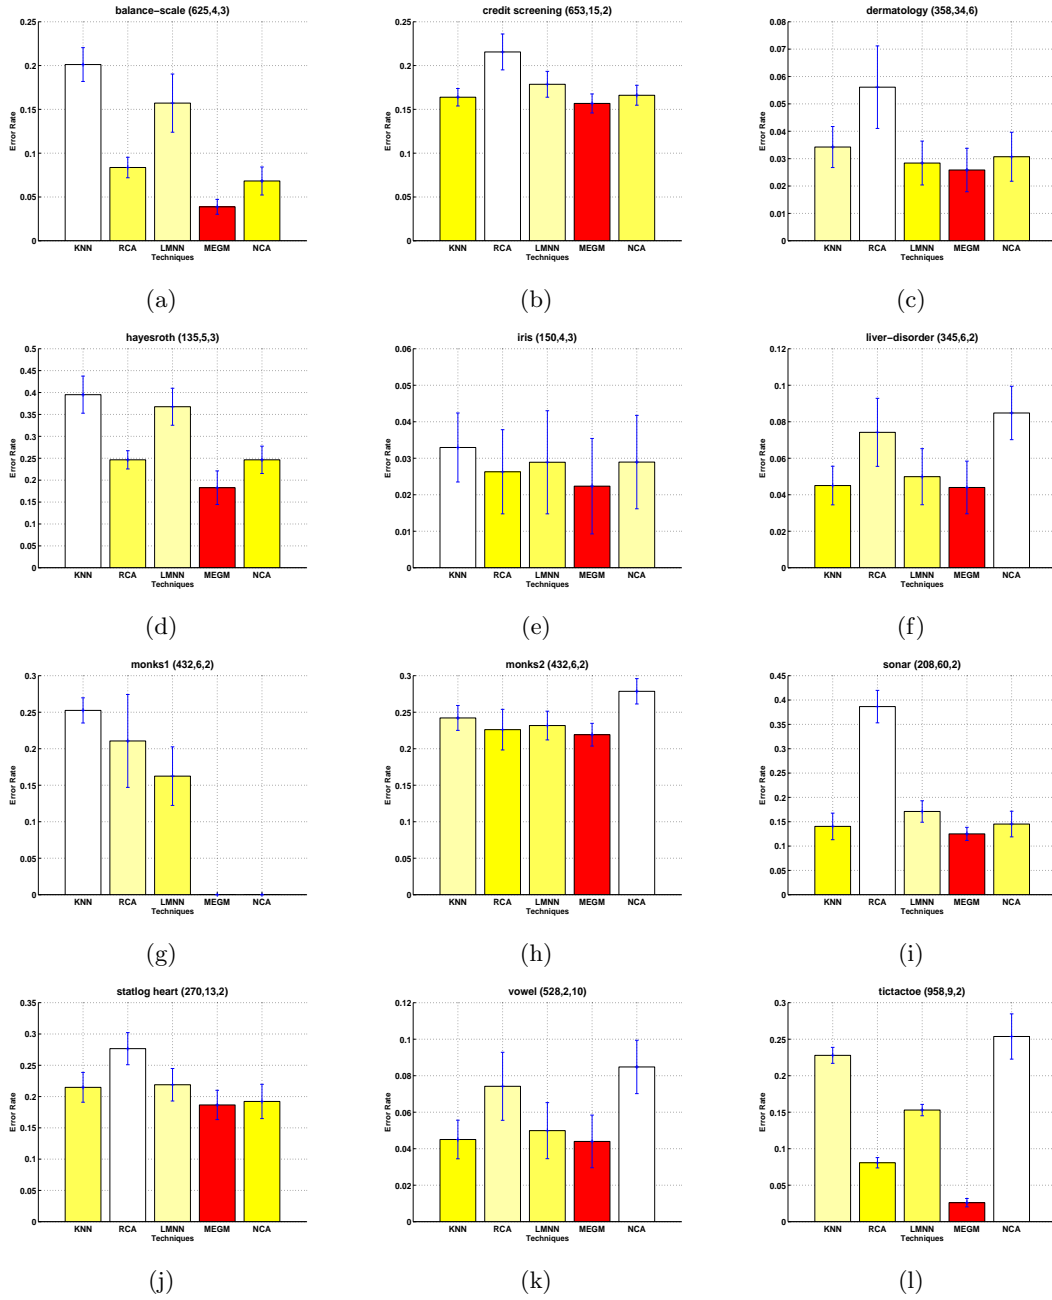 balance−scale (625,4,3)
0.25
0.2
0.15
0.1
0.05
0
Error Rate
KNN RCA LMNN MEGM NCA
Techniques
(a)
credit screening (653,15,2)
0.25
0.2
0.15
0.1
0.05
0
Error Rate
KNN RCA LMNN MEGM NCA
Techniques
(b)
dermatology (358,34,6)
0.08
0.07
0.06
0.05
0.04
0.03
0.02
0.01
0
Error Rate
KNN RCA LMNN MEGM NCA
Techniques
(c)
hayesroth (135,5,3)
0.5
0.45
0.4
0.35
0.3
0.25
0.2
0.15
0.1
0.05
0
Error Rate
KNN RCA LMNN MEGM NCA
Techniques
(d)
iris (150,4,3)
0.06
0.05
0.04
0.03
0.02
0.01
0
Error Rate
KNN RCA LMNN MEGM NCA
Techniques
(e)
liver−disorder (345,6,2)
0.12
0.1
0.08
0.06
0.04
0.02
0
Error Rate
KNN RCA LMNN MEGM NCA
Techniques
(f)
monks1 (432,6,2)
0.3
0.25
0.2
0.15
0.1
0.05
0
Error Rate
KNN RCA LMNN MEGM NCA
Techniques
(g)
monks2 (432,6,2)
0.3
0.25
0.2
0.15
0.1
0.05
0
Error Rate
KNN RCA LMNN MEGM NCA
Techniques
(h)
sonar (208,60,2)
0.45
0.4
0.35
0.3
0.25
0.2
0.15
0.1
0.05
0
Error Rate
KNN RCA LMNN MEGM NCA
Techniques
(i)
statlog heart (270,13,2)
0.35
0.3
0.25
0.2
0.15
0.1
0.05
0
Error Rate
KNN RCA LMNN MEGM NCA
Techniques
(j)
vowel (528,2,10)
0.12
0.1
0.08
0.06
0.04
0.02
0
Error Rate
KNN RCA LMNN MEGM NCA
Techniques
(k)
tictactoe (958,9,2)
0.3
0.25
0.2
0.15
0.1
0.05
0
Error Rate
KNN RCA LMNN MEGM NCA
Techniques
(l)